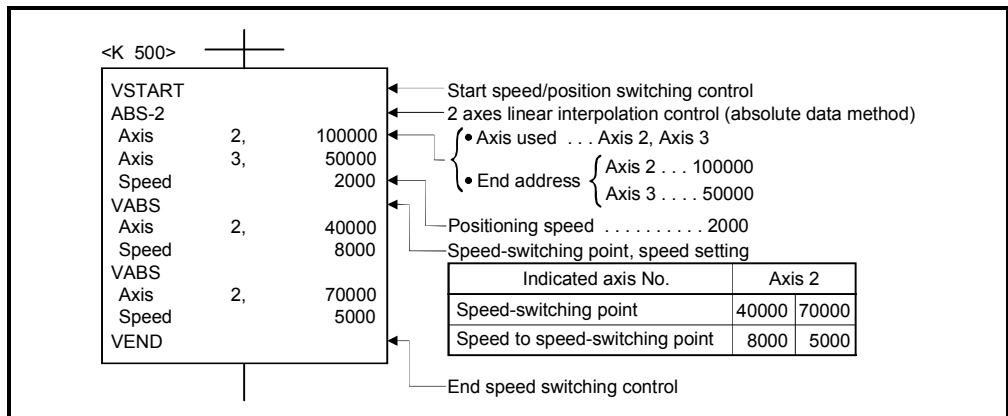 <K 500>
VSTART
ABS-2
Axis 2, 100000
Axis 3, 50000
Speed 2000
VABS
Axis 2, 40000
Speed 8000
VABS
Axis 2, 70000
Speed 5000
VEND
Start speed/position switching control
2 axes linear interpolation control (absolute data method)
• Axis used . . . Axis 2, Axis 3
• End address
Axis 2 . . . 100000
Axis 3 . . . . 50000
Positioning speed . . . . . . . . . . 2000
Speed-switching point, speed setting
Indicated axis No. Axis 2
Speed-switching point 40000 70000
Speed to speed-switching point 8000 5000
End speed switching control